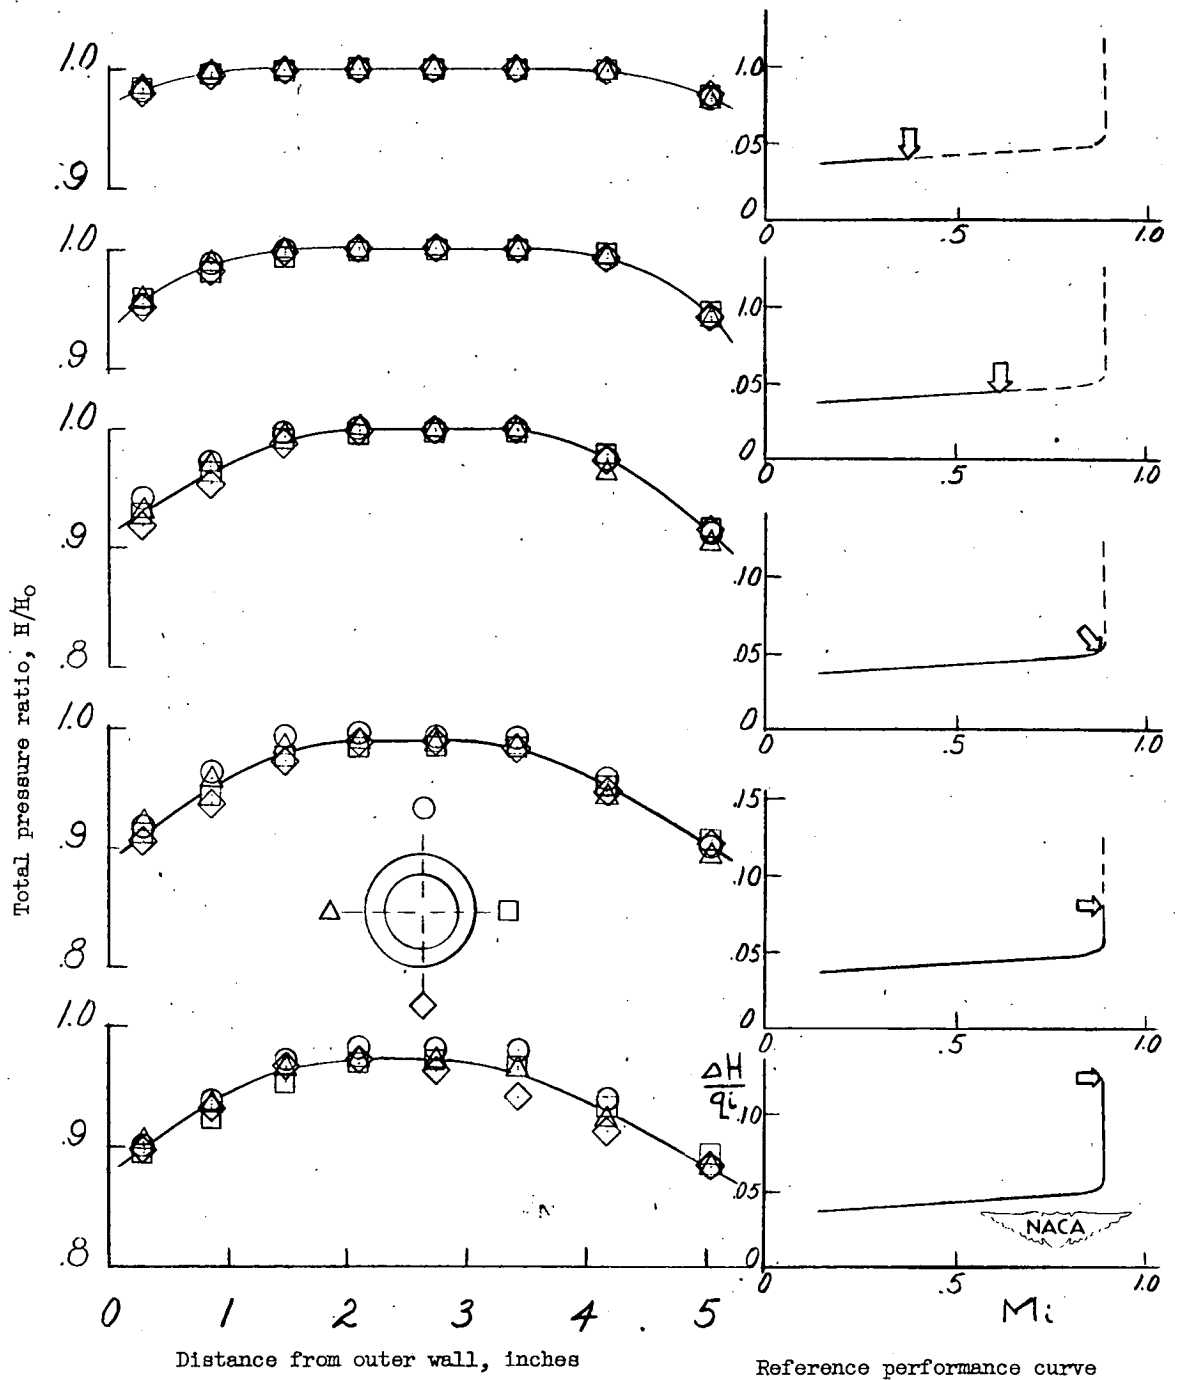 1.0
.9
1.0
.9
1.0
.9
.8
1.0
.9
.8
1.0
.9
.8
0 1 2 3 4 5
Total pressure ratio, H/H₀
Distance from outer wall, inches
1.0
.05
0
0 .5 1.0
1.0
.05
0
0 .5 1.0
.10
.05
0
0 .5 1.0
.15
.10
.05
0
0 .5 1.0
ΔH
qi
.10
.05
0
0 .5 1.0
NACA
Mi
Reference performance curve